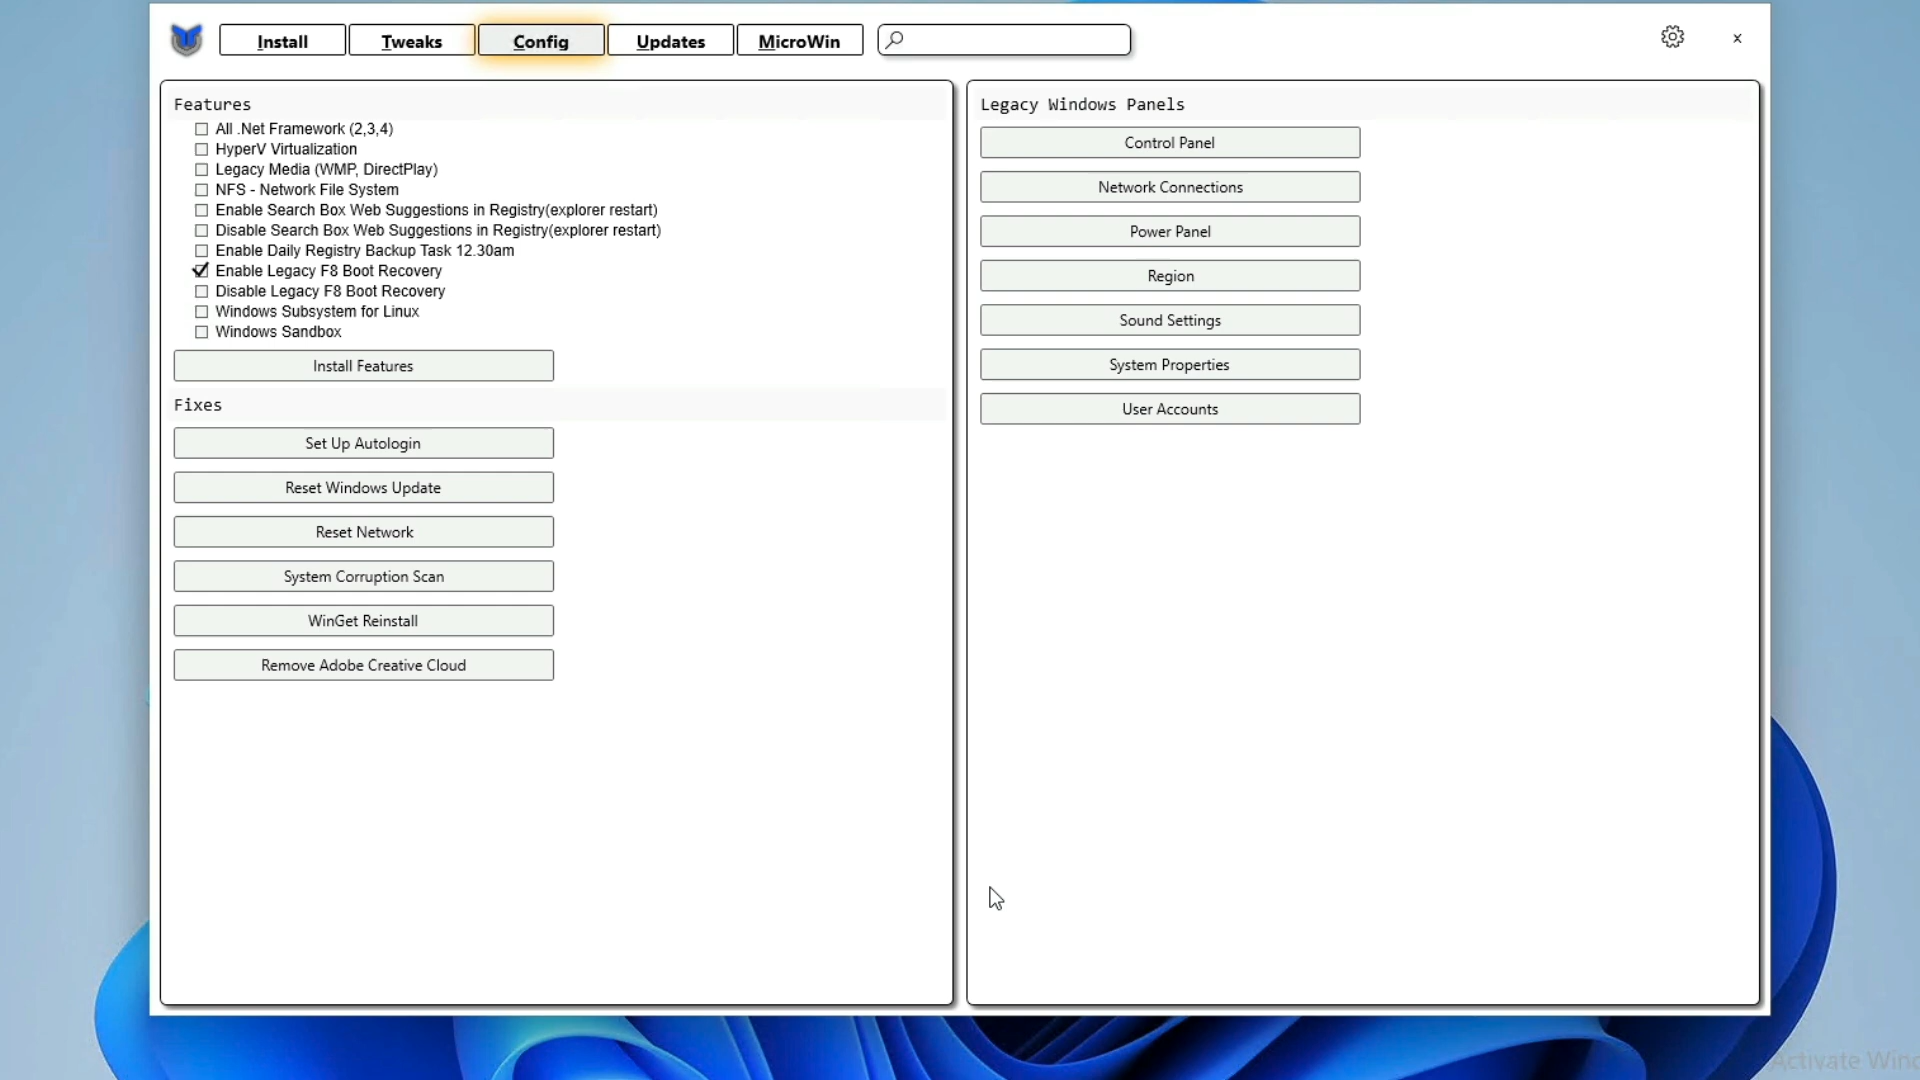 Install
Tweaks
Config
Updates
MicroWin
Features
All .Net Framework (2,3,4)
HyperV Virtualization
Legacy Media (WMP, DirectPlay)
NFS - Network File System
Enable Search Box Web Suggestions in Registry(explorer restart)
Disable Search Box Web Suggestions in Registry(explorer restart)
Enable Daily Registry Backup Task 12.30am
Enable Legacy F8 Boot Recovery
Disable Legacy F8 Boot Recovery
Windows Subsystem for Linux
Windows Sandbox
Install Features
Fixes
Set Up Autologin
Reset Windows Update
Reset Network
System Corruption Scan
WinGet Reinstall
Remove Adobe Creative Cloud
Legacy Windows Panels
Control Panel
Network Connections
Power Panel
Region
Sound Settings
System Properties
User Accounts
Activate Wind